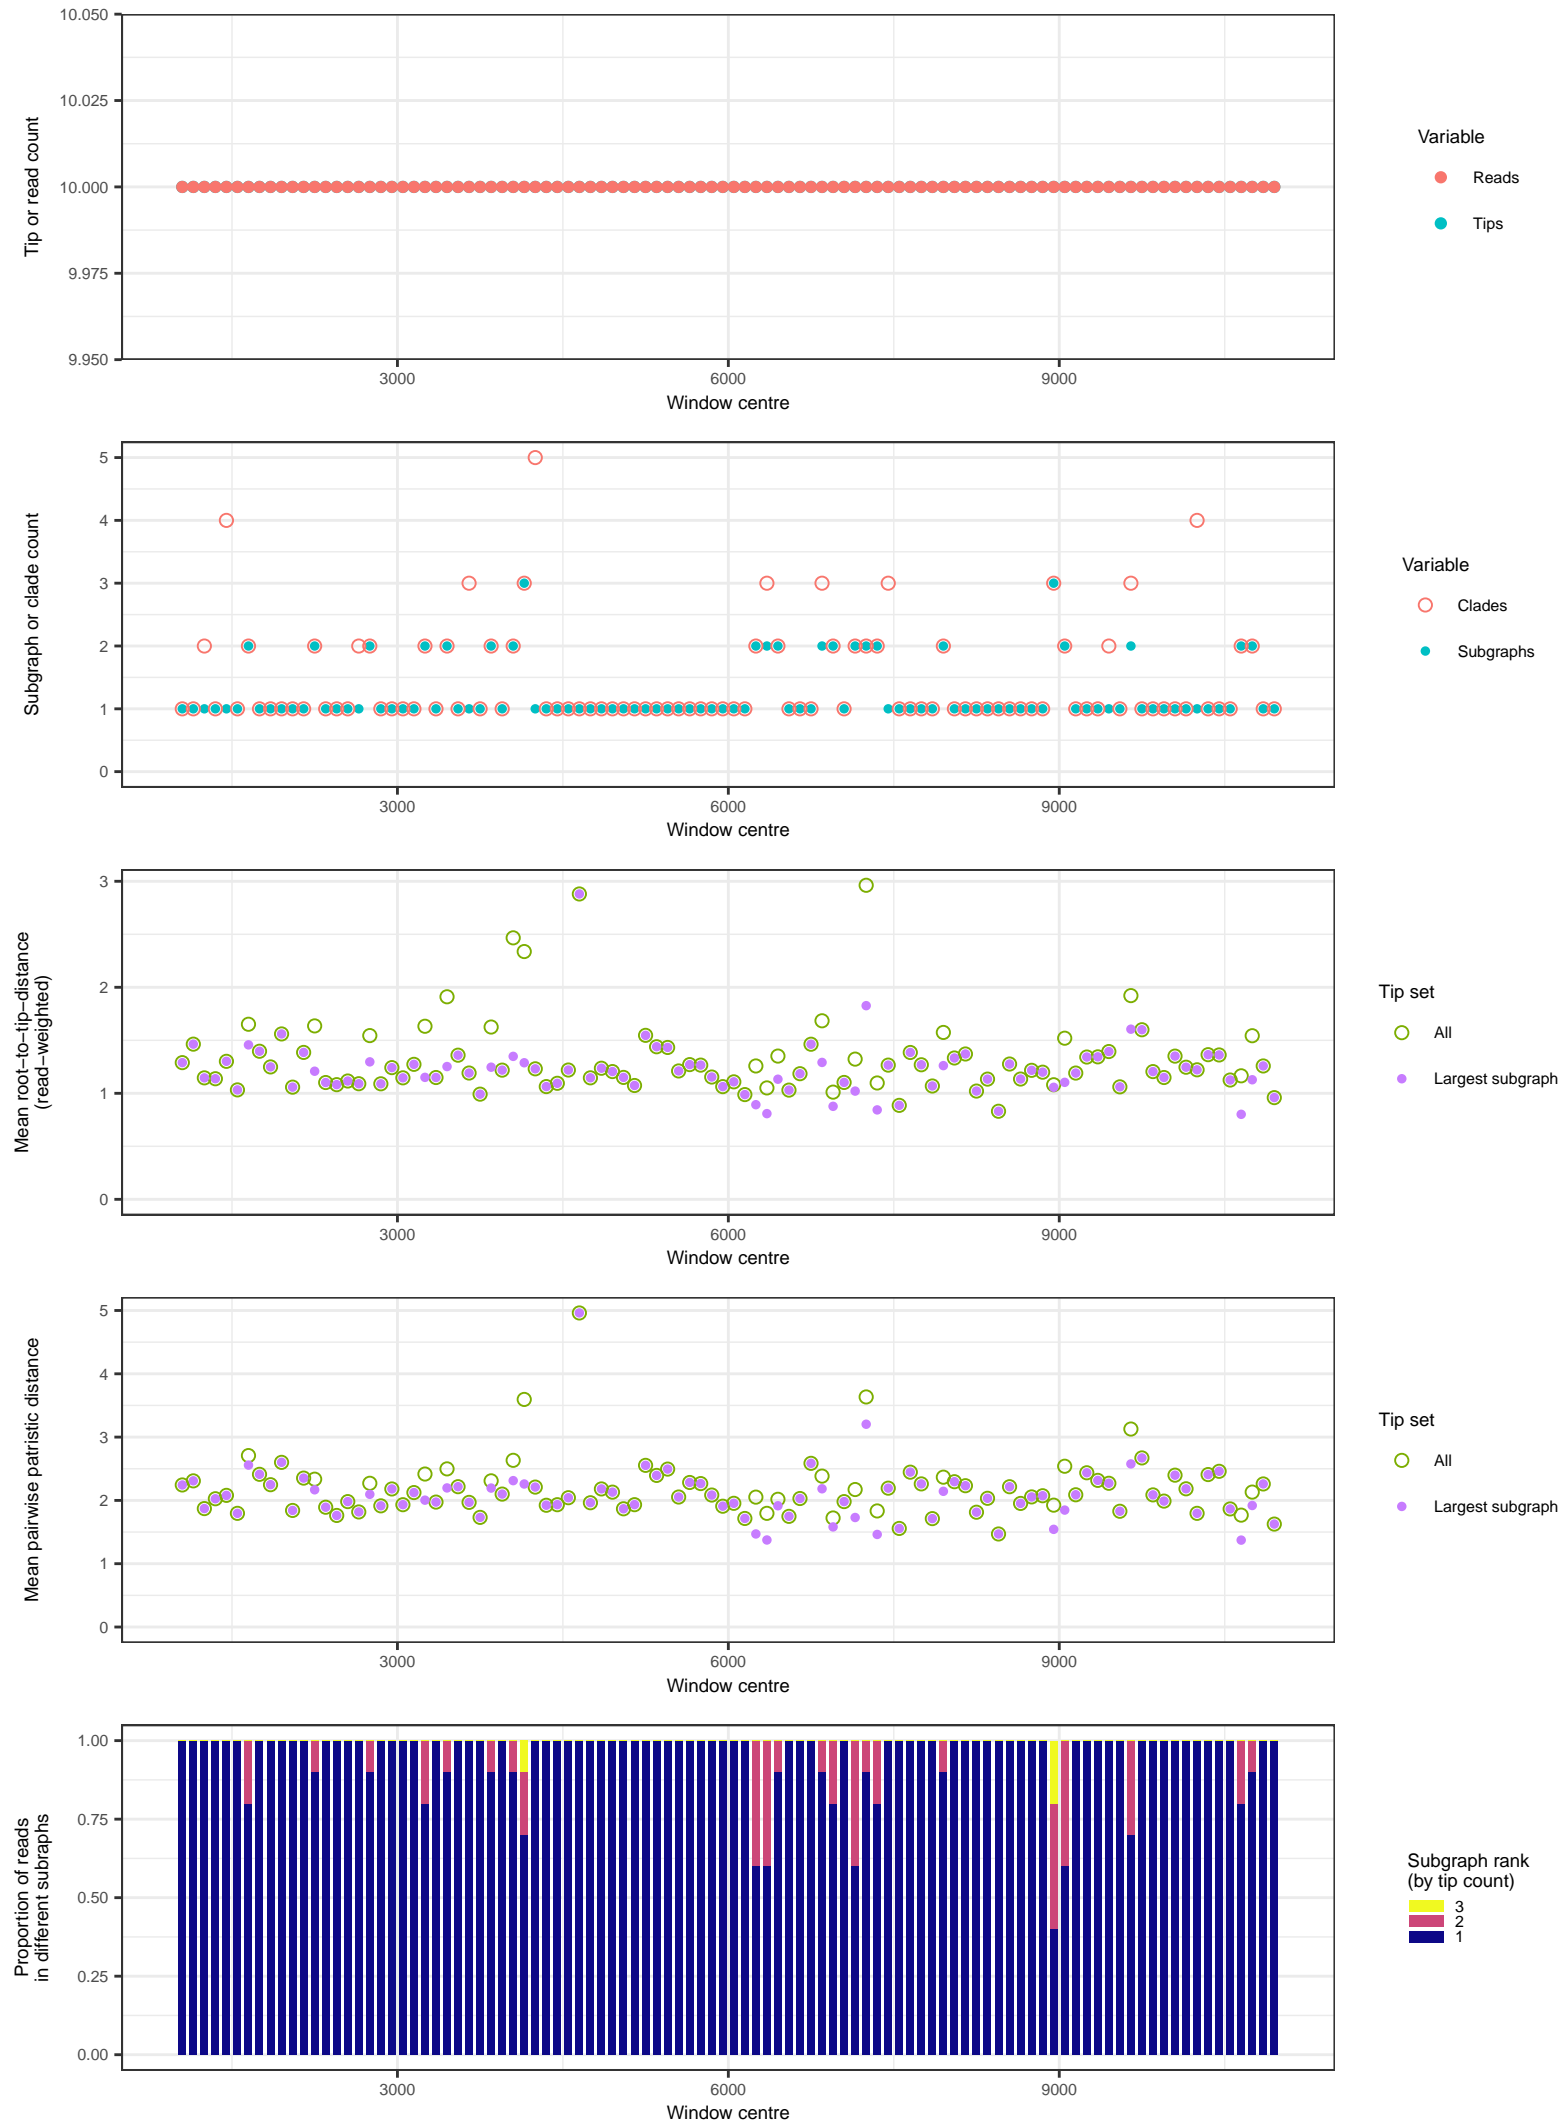 10.050
10.025
10.000
9.975
9.950
Tip or read count
3000 6000 9000
Window centre
Variable
Reads
Tips
5
4
3
2
1
0
Subgraph or clade count
3000 6000 9000
Window centre
Variable
Clades
Subgraphs
3
2
1
0
Mean root−to−tip−distance
(read−weighted)
3000 6000 9000
Window centre
Tip set
All
Largest subgraph
5
4
3
2
1
0
Mean pairwise patristic distance
3000 6000 9000
Window centre
Tip set
All
Largest subgraph
1.00
0.75
0.50
0.25
0.00
Proportion of reads
in different subraphs
3000 6000 9000
Window centre
Subgraph rank
(by tip count)
3
2
1